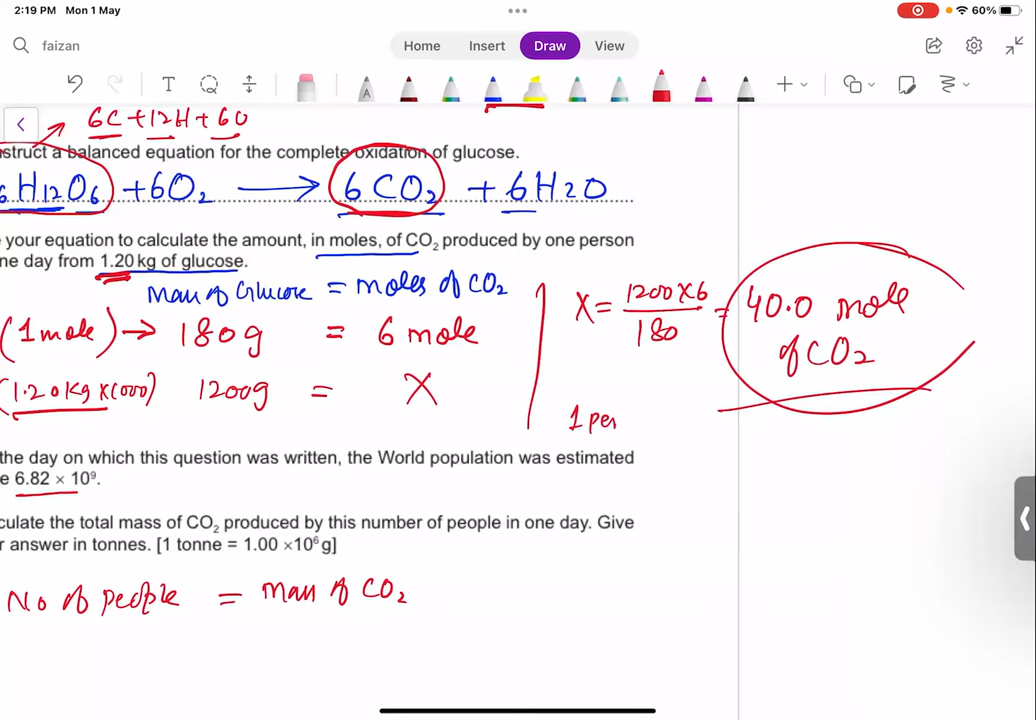 2:19 PM Mon 1 May
60%
faizan
Home Insert Draw View
6C + 12H + 6O
struct a balanced equation for the complete oxidation of glucose.
6 H12 O6 + 6O2 → 6 CO2 + 6H2O
your equation to calculate the amount, in moles, of CO2 produced by one person
ne day from 1.20 kg of glucose.
Mass of Glucose = moles of CO2
(1 mole) → 180g = 6 mole
(1.20 kg x 1000) 1200g = X
X = 1200 x 6 / 180 = 40.0 mole
of CO2
1 per
the day on which this question was written, the World population was estimated
e 6.82 × 10⁹.
culate the total mass of CO2 produced by this number of people in one day. Give
r answer in tonnes. [1 tonne = 1.00 ×10⁶ g]
No of people = Mass of CO2